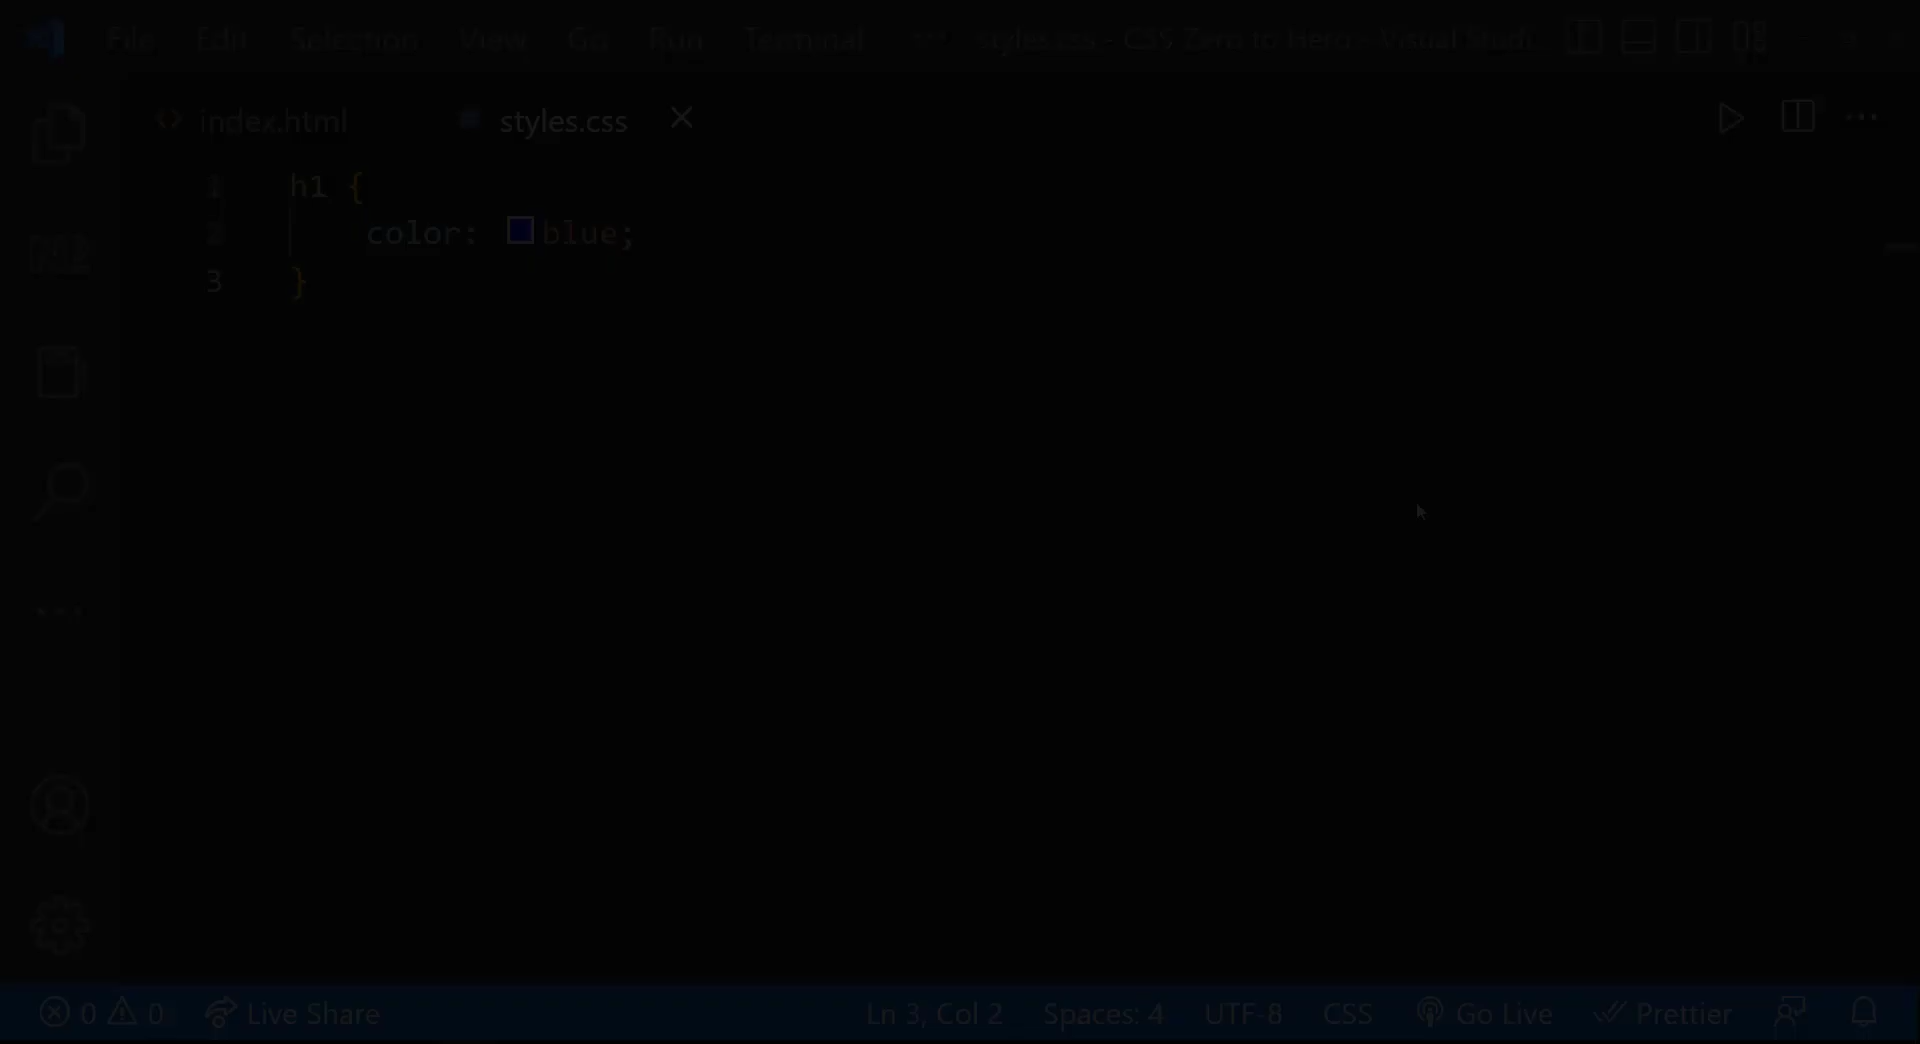 File Edit Selection View Go Run Terminal ··· styles.css - CSS Zero to Hero - Visual Studi
index.html styles.css
1 h1 {
2 color: blue;
3 }
0 0 Live Share Ln 3, Col 2 Spaces: 4 UTF-8 CSS Go Live Prettier